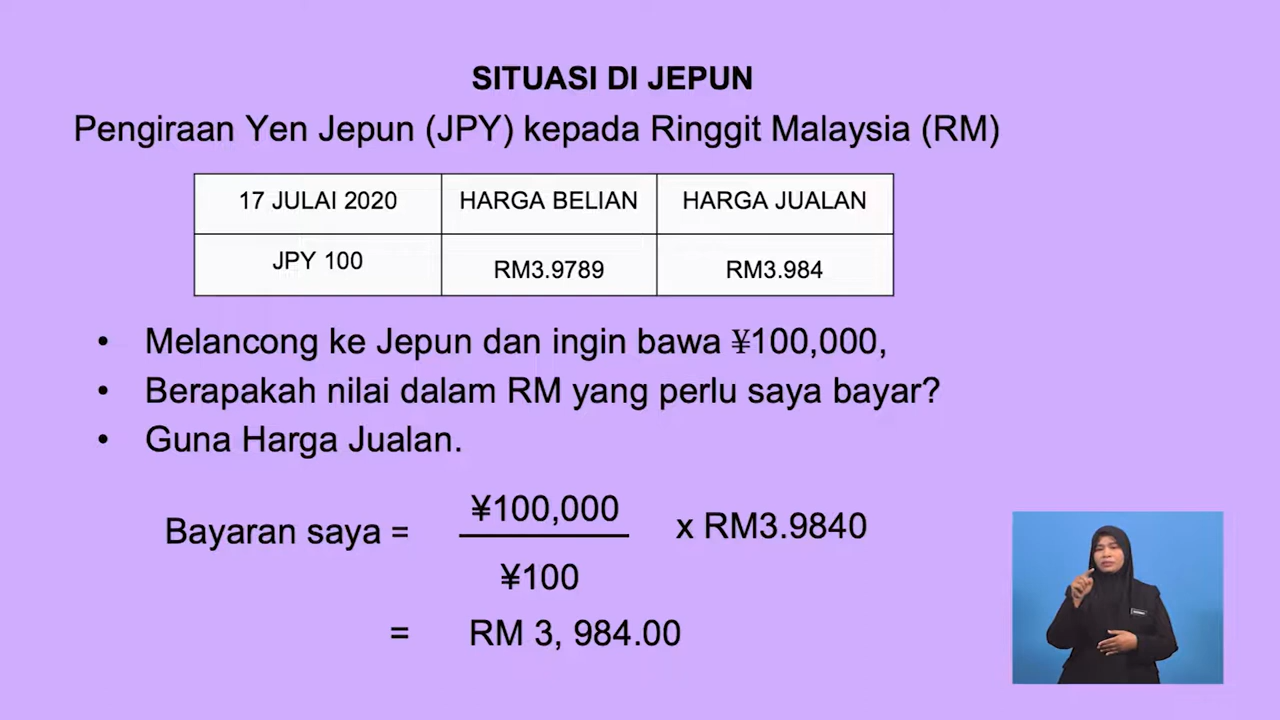 SITUASI DI JEPUN
Pengiraan Yen Jepun (JPY) kepada Ringgit Malaysia (RM)
17 JULAI 2020 HARGA BELIAN HARGA JUALAN
JPY 100 RM3.9789 RM3.984
• Melancong ke Jepun dan ingin bawa ¥100,000,
• Berapakah nilai dalam RM yang perlu saya bayar?
• Guna Harga Jualan.
Bayaran saya = ¥100,000 x RM3.9840
¥100
= RM 3, 984.00